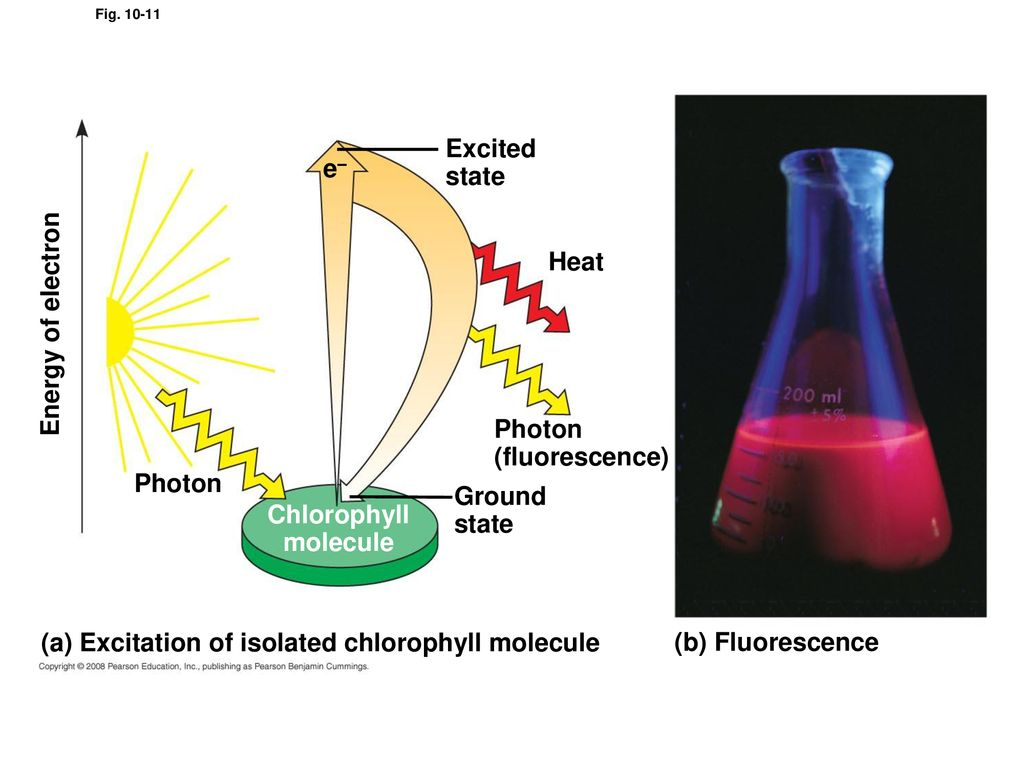 Fig. 10-11
Energy of electron
e–
Excited
state
Heat
Photon
(fluorescence)
Photon
Ground
state
Chlorophyll
molecule
200 ml
±5%
(a) Excitation of isolated chlorophyll molecule
(b) Fluorescence
Copyright © 2008 Pearson Education, Inc., publishing as Pearson Benjamin Cummings.